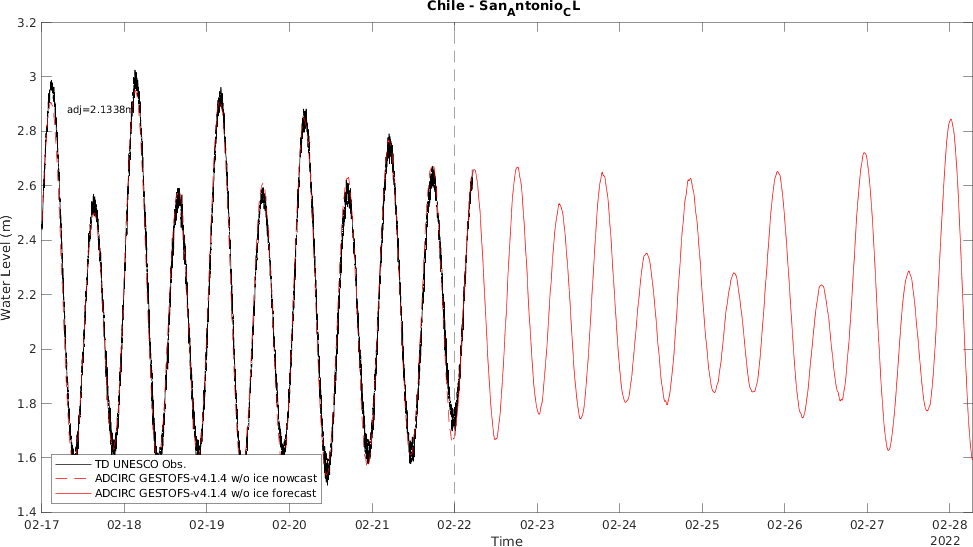 Chile - SanAntonioCL
3.2
3
2.8
2.6
2.4
2.2
2
1.8
1.6
1.4
Water Level (m)
adj=2.1338m
TD UNESCO Obs.
ADCIRC GESTOFS-v4.1.4 w/o ice nowcast
ADCIRC GESTOFS-v4.1.4 w/o ice forecast
02-17 02-18 02-19 02-20 02-21 02-22 02-23 02-24 02-25 02-26 02-27 02-28
Time
2022